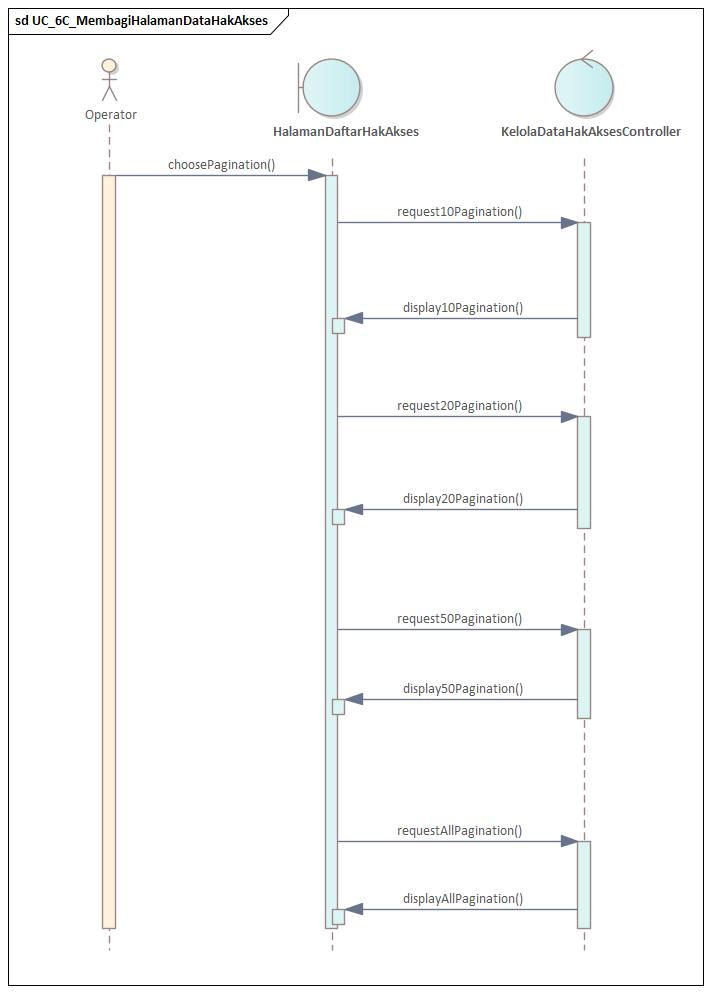 sd UC_6C_MembagiHalamanDataHakAkses
Operator
HalamanDaftarHakAkses
KelolaDataHakAksesController
choosePagination()
request10Pagination()
display10Pagination()
request20Pagination()
display20Pagination()
request50Pagination()
display50Pagination()
requestAllPagination()
displayAllPagination()